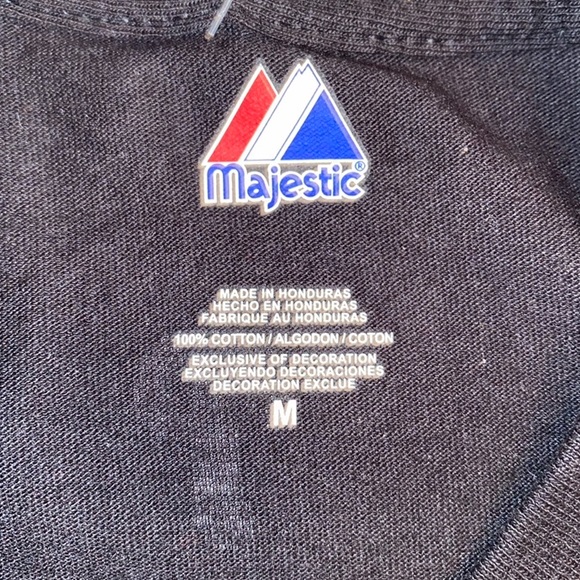 Majestic®
MADE IN HONDURAS
HECHO EN HONDURAS
FABRIQUE AU HONDURAS
100% COTTON / ALGODON / COTON
EXCLUSIVE OF DECORATION
EXCLUYENDO DECORACIONES
DECORATION EXCLUE
M